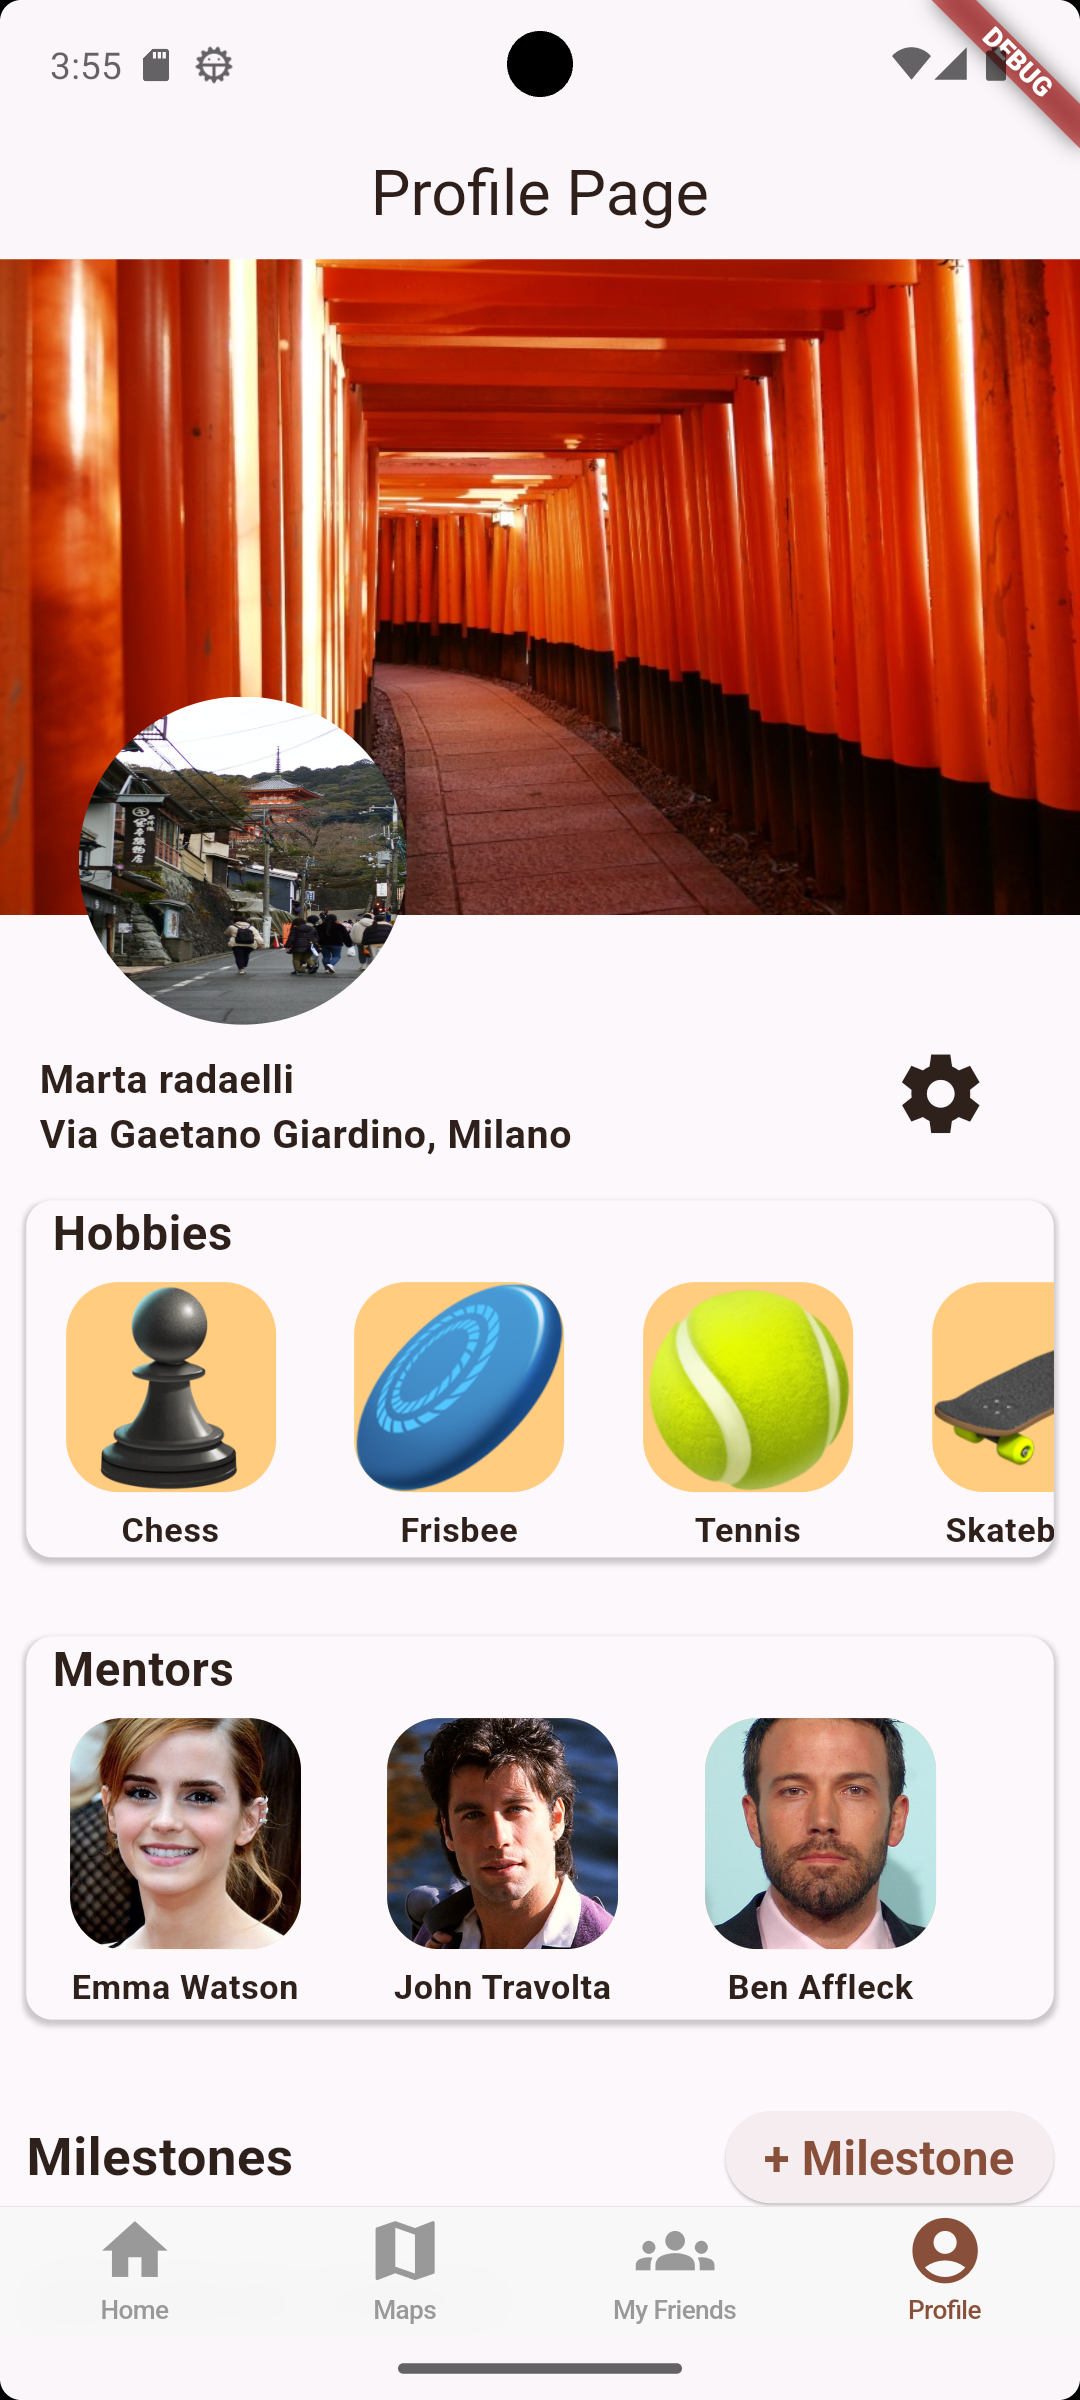 3:55
DEBUG
Profile Page
Marta radaelli
Via Gaetano Giardino, Milano
Hobbies
Chess
Frisbee
Tennis
Skateb
Mentors
Emma Watson
John Travolta
Ben Affleck
Milestones
+ Milestone
Home
Maps
My Friends
Profile